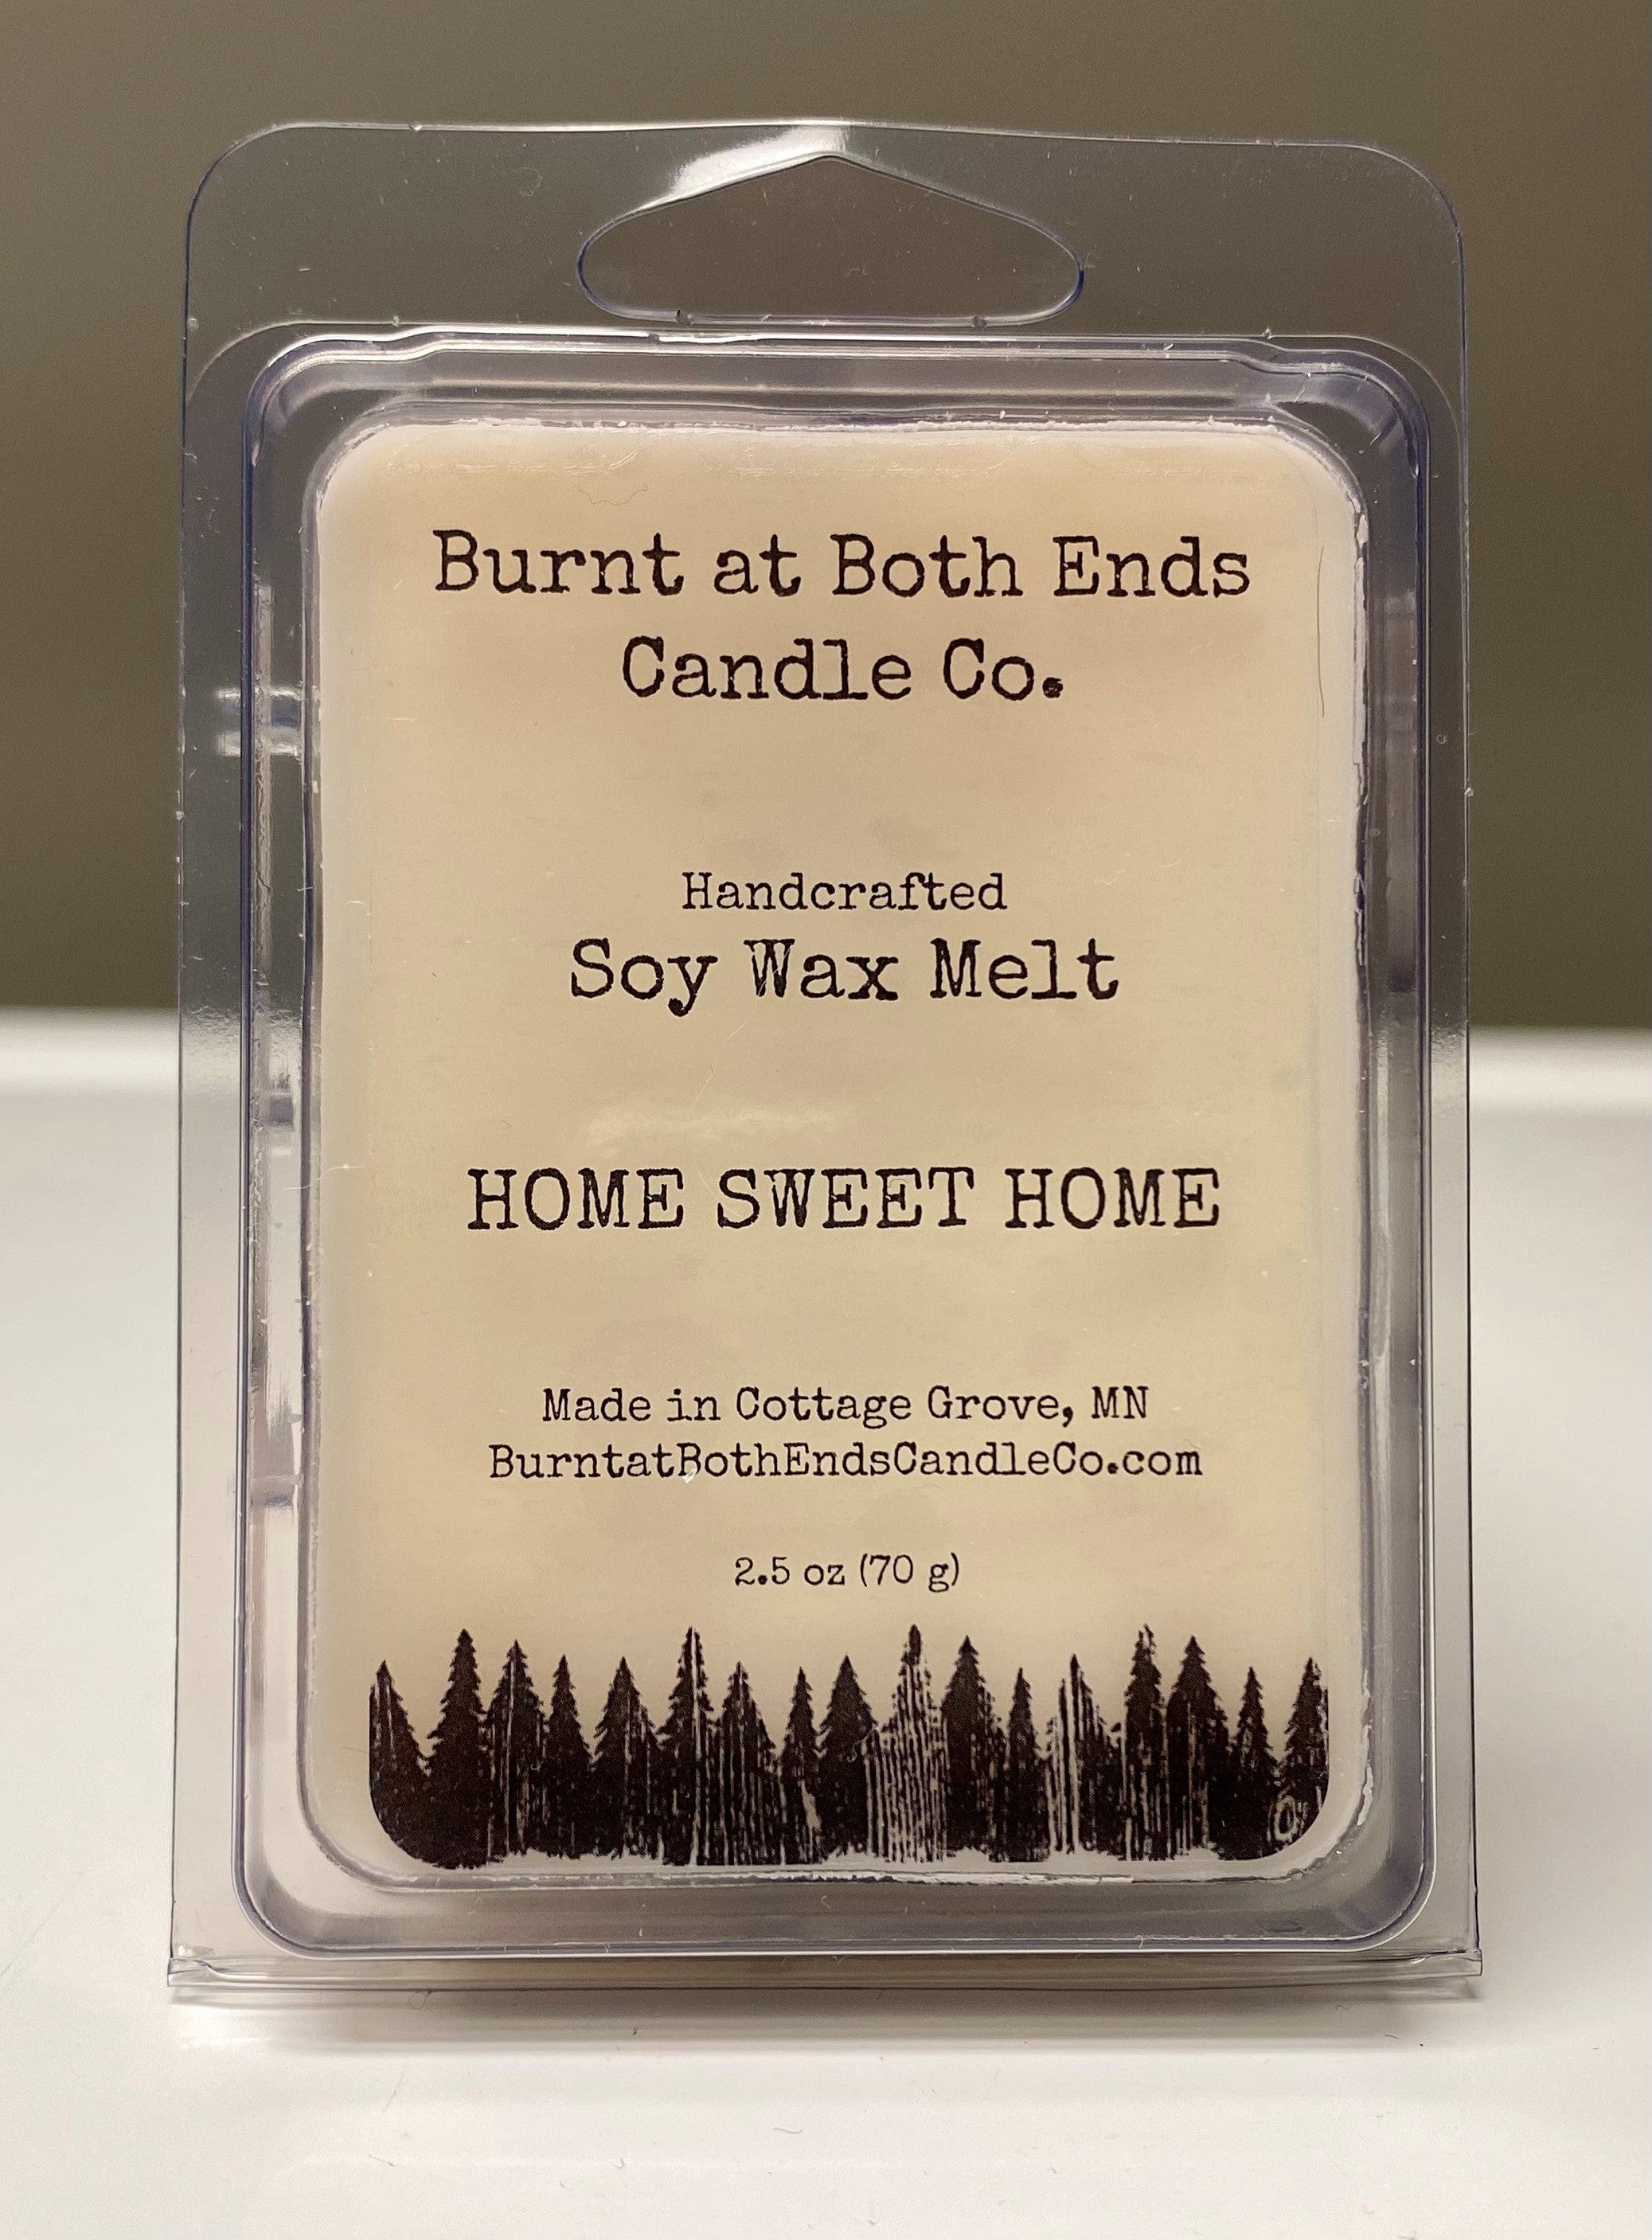 Burnt at Both Ends
Candle Co.
Handcrafted
Soy Wax Melt
HOME SWEET HOME
Made in Cottage Grove, MN
BurntatBothEndsCandleCo.com
2.5 oz (70 g)